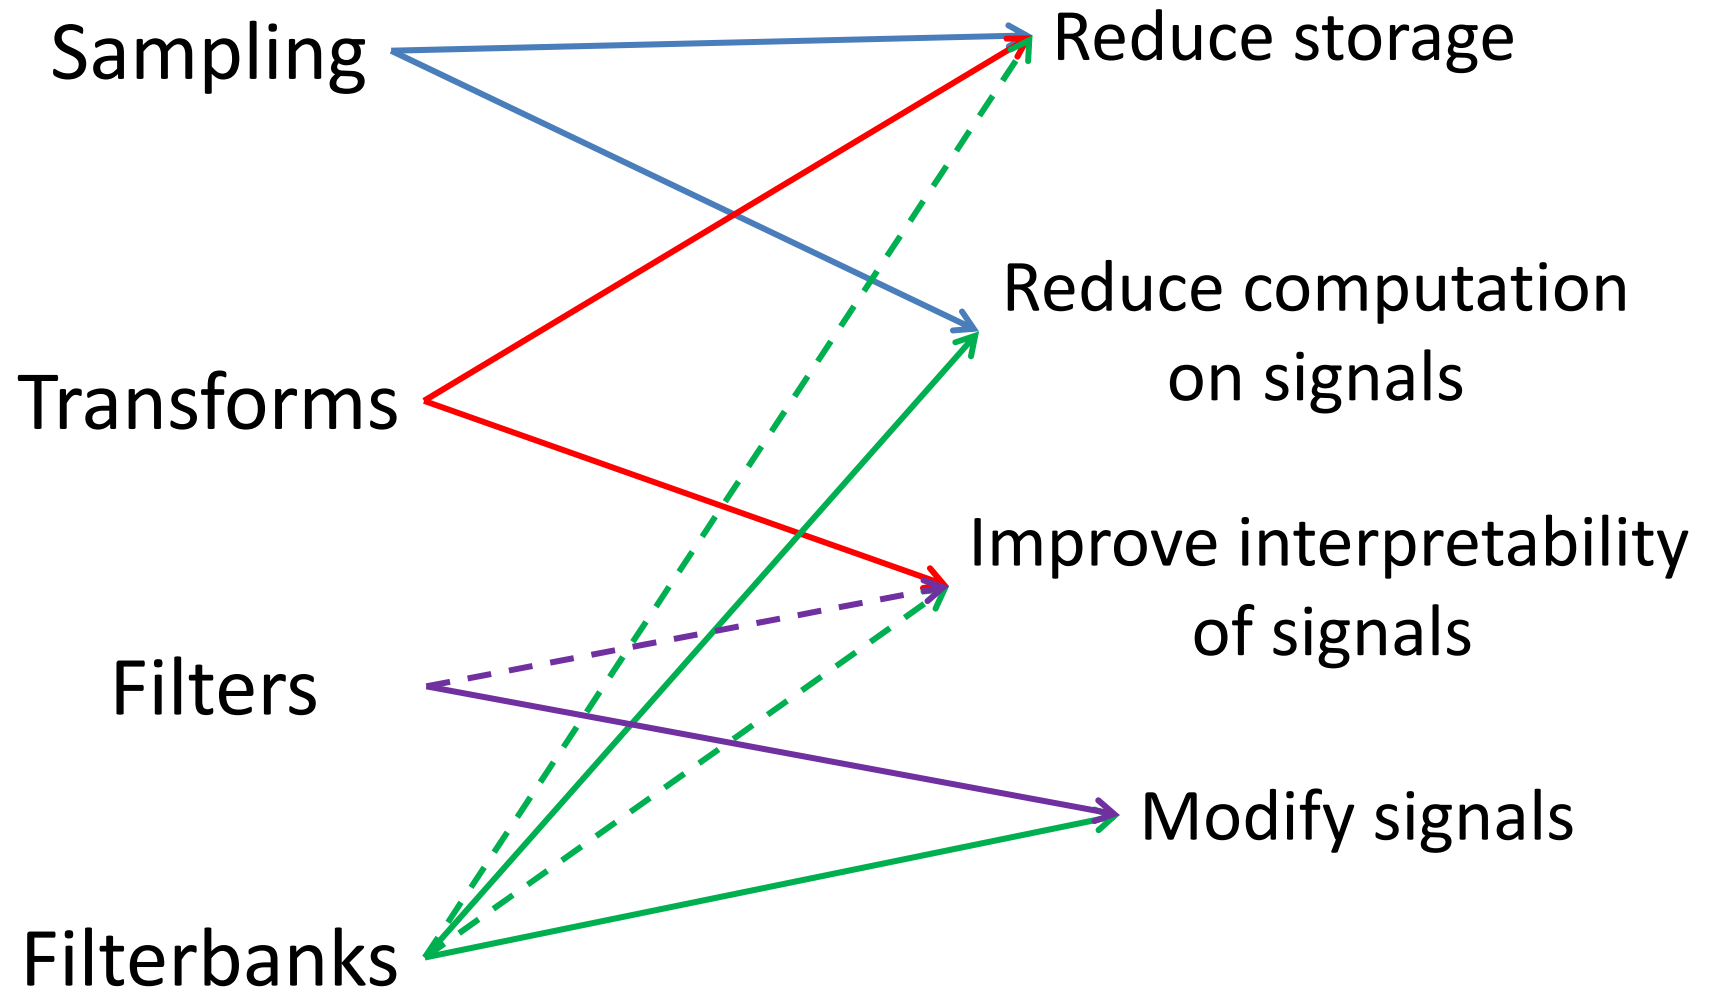 Sampling
Transforms
Filters
Filterbanks
Reduce storage
Reduce computation
on signals
Improve interpretability
of signals
Modify signals